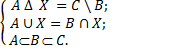 A Δ X = C \ B;
A ∪ X = B ∩ X;
A⊂B ⊂ C.